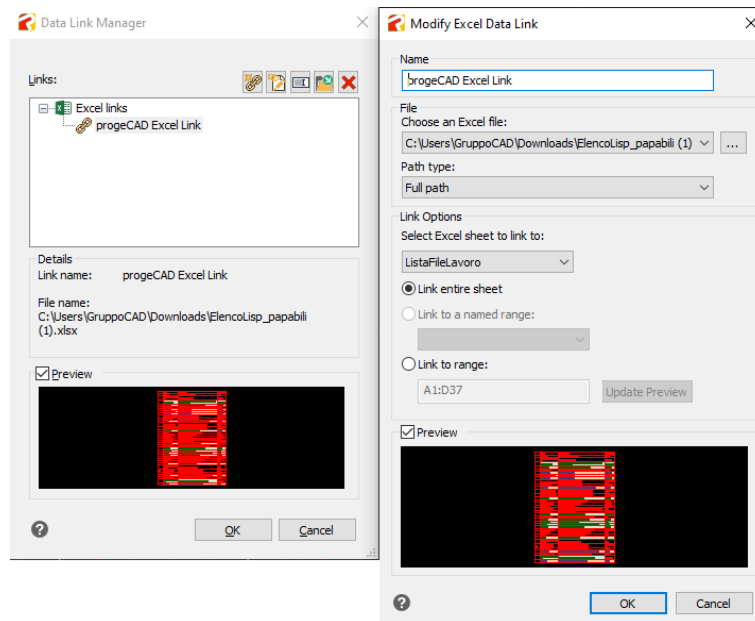 Data Link Manager
Links:
Excel links
progeCAD Excel Link
Details
Link name: progeCAD Excel Link
File name:
C:\Users\GruppoCAD\Downloads\ElencoLisp_papabili
(1).xlsx
Preview
OK Cancel
Modify Excel Data Link
Name
progeCAD Excel Link
File
Choose an Excel file:
C:\Users\GruppoCAD\Downloads\ElencoLisp_papabili (1) ...
Path type:
Full path
Link Options
Select Excel sheet to link to:
ListaFileLavoro
Link entire sheet
Link to a named range:
Link to range:
A1:D37 Update Preview
Preview
OK Cancel